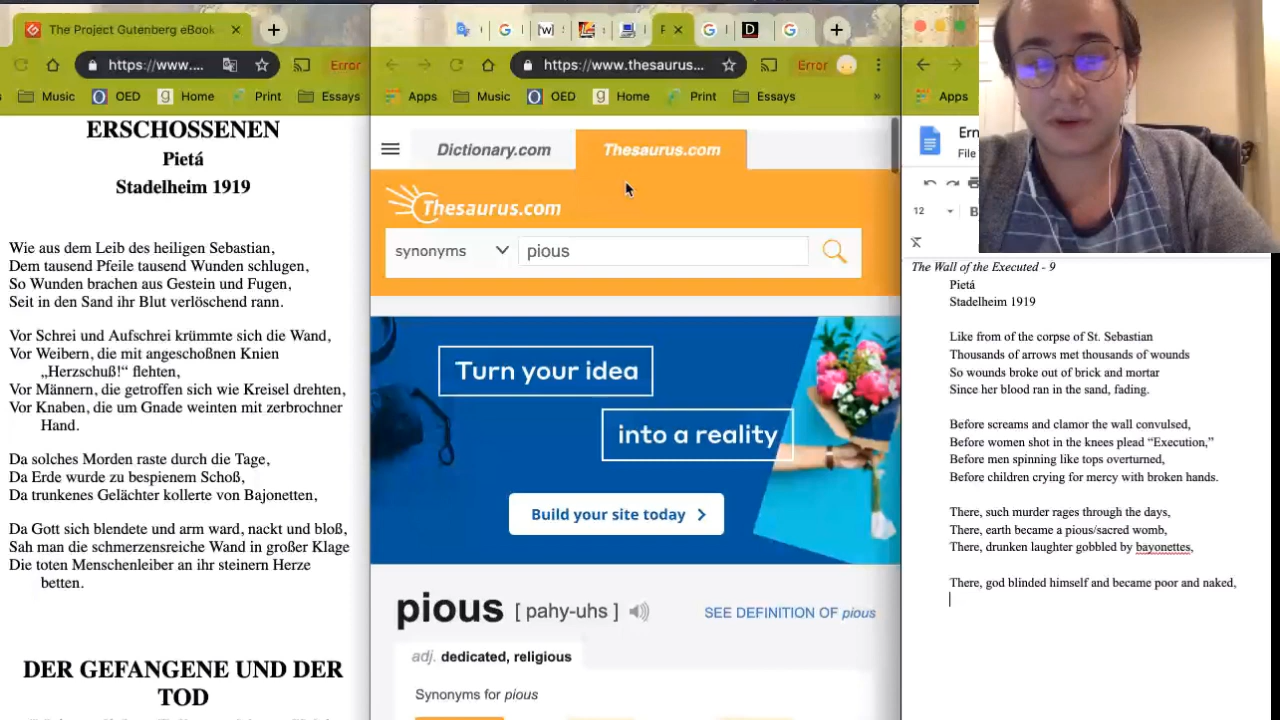 The Project Gutenberg eBook
https://www....
Error
Music
OED
Home
Print
Essays
ERSCHOSSENEN
Pietá
Stadelheim 1919
Wie aus dem Leib des heiligen Sebastian,
Dem tausend Pfeile tausend Wunden schlugen,
So Wunden brachen aus Gestein und Fugen,
Seit in den Sand ihr Blut verlöschend rann.
Vor Schrei und Aufschrei krümmte sich die Wand,
Vor Weibern, die mit angeschoßnen Knien
„Herzschuß!“ flehten,
Vor Männern, die getroffen sich wie Kreisel drehten,
Vor Knaben, die um Gnade weinten mit zerbrochner
Hand.
Da solches Morden raste durch die Tage,
Da Erde wurde zu bespienem Schoß,
Da trunkenes Gelächter kollerte von Bajonetten,
Da Gott sich blendete und arm ward, nackt und bloß,
Sah man die schmerzensreiche Wand in großer Klage
Die toten Menschenleiber an ihr steinern Herze
betten.
DER GEFANGENE UND DER
TOD
https://www.thesaurus...
Error
Apps
Music
OED
Home
Print
Essays
»
Dictionary.com
Thesaurus.com
Thesaurus.com
synonyms
pious
Turn your idea
into a reality
Build your site today
pious [ pahy-uhs ]
SEE DEFINITION OF pious
adj. dedicated, religious
Synonyms for pious
Apps
Ern
File
12
B
The Wall of the Executed - 9
Pietá
Stadelheim 1919
Like from of the corpse of St. Sebastian
Thousands of arrows met thousands of wounds
So wounds broke out of brick and mortar
Since her blood ran in the sand, fading.
Before screams and clamor the wall convulsed,
Before women shot in the knees plead “Execution,”
Before men spinning like tops overturned,
Before children crying for mercy with broken hands.
There, such murder rages through the days,
There, earth became a pious/sacred womb,
There, drunken laughter gobbled by bayonettes,
There, god blinded himself and became poor and naked,